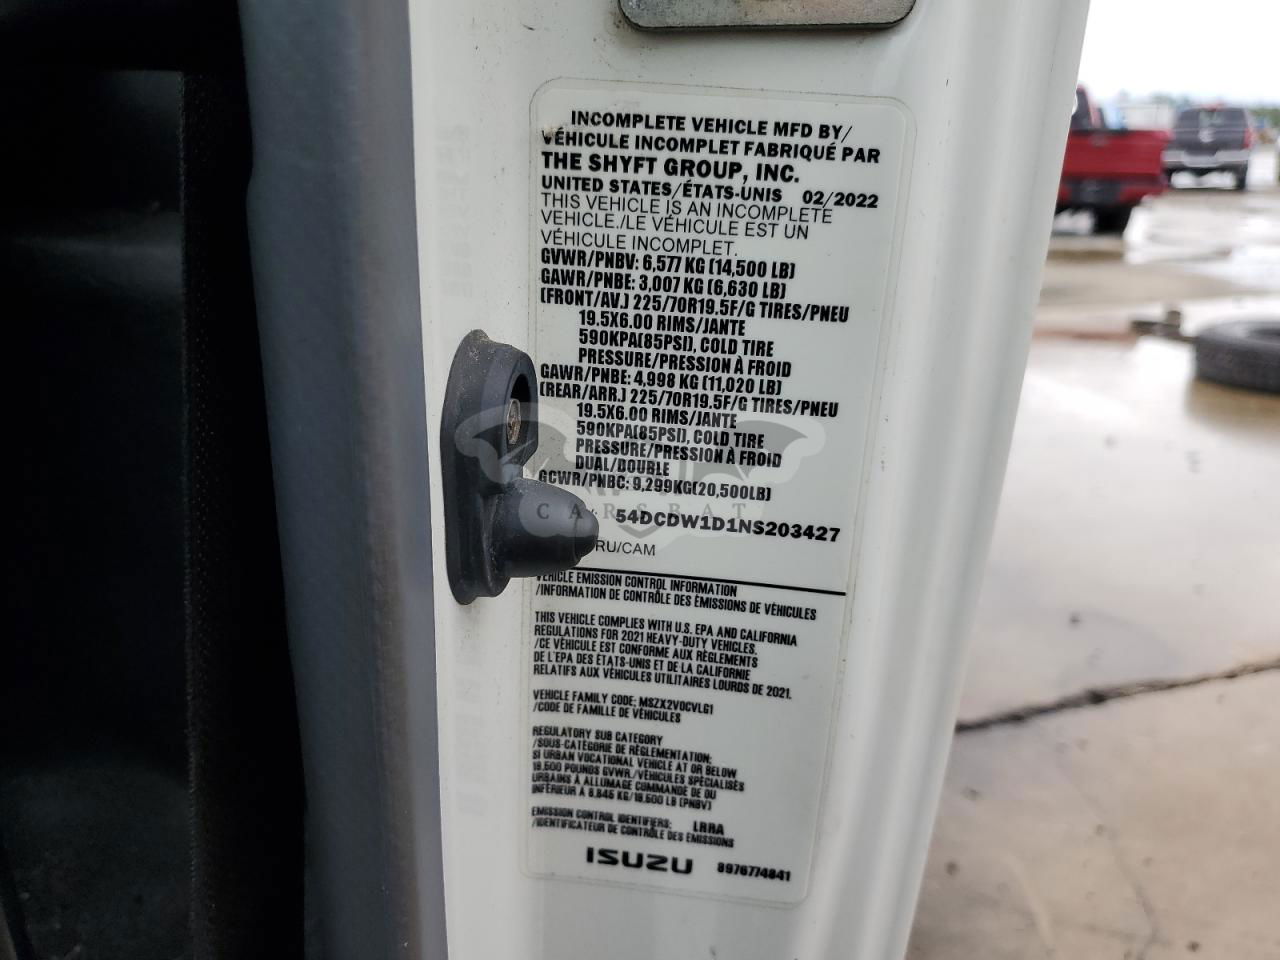 INCOMPLETE VEHICLE MFD BY/
VÉHICULE INCOMPLET FABRIQUÉ PAR
THE SHYFT GROUP, INC.
UNITED STATES/ÉTATS-UNIS 02/2022
THIS VEHICLE IS AN INCOMPLETE
VEHICLE./LE VÉHICULE EST UN
VÉHICULE INCOMPLET.
GVWR/PNBV: 6,577 KG (14,500 LB)
GAWR/PNBE: 3,007 KG (6,630 LB)
(FRONT/AV.) 225/70R19.5F/G TIRES/PNEU
19.5X6.00 RIMS/JANTE
590KPA(85PSI), COLD TIRE
PRESSURE/PRESSION À FROID
GAWR/PNBE: 4,998 KG (11,020 LB)
(REAR/ARR.) 225/70R19.5F/G TIRES/PNEU
19.5X6.00 RIMS/JANTE
590KPA(85PSI), COLD TIRE
PRESSURE/PRESSION À FROID
DUAL/DOUBLE
GCWR/PNBC: 9,299KG(20,500LB)
CARSBAT
54DCDW1D1NS203427
RU/CAM
VEHICLE EMISSION CONTROL INFORMATION
/INFORMATION DE CONTRÔLE DES ÉMISSIONS DE VÉHICULES
THIS VEHICLE COMPLIES WITH U.S. EPA AND CALIFORNIA
REGULATIONS FOR 2021 HEAVY-DUTY VEHICLES.
/CE VÉHICULE EST CONFORME AUX RÈGLEMENTS
DE L'EPA DES ÉTATS-UNIS ET DE LA CALIFORNIE
RELATIFS AUX VÉHICULES UTILITAIRES LOURDS DE 2021.
VEHICLE FAMILY CODE: MSZX2VOCVLG1
/CODE DE FAMILLE DE VÉHICULES
REGULATORY SUB CATEGORY
/SOUS-CATÉGORIE DE RÉGLEMENTATION:
SI URBAN VOCATIONAL VEHICLE AT OR BELOW
19,500 POUNDS GVWR/VÉHICULES SPÉCIALISÉS
URBAINS À ALLUMAGE COMMANDÉ DE OU
INFÉRIEUR À 8,845 KG/19,500 LB (PNBV)
EMISSION CONTROL IDENTIFIERS: LRRA
/IDENTIFICATEUR DE CONTRÔLE DES ÉMISSIONS
ISUZU 8976774841